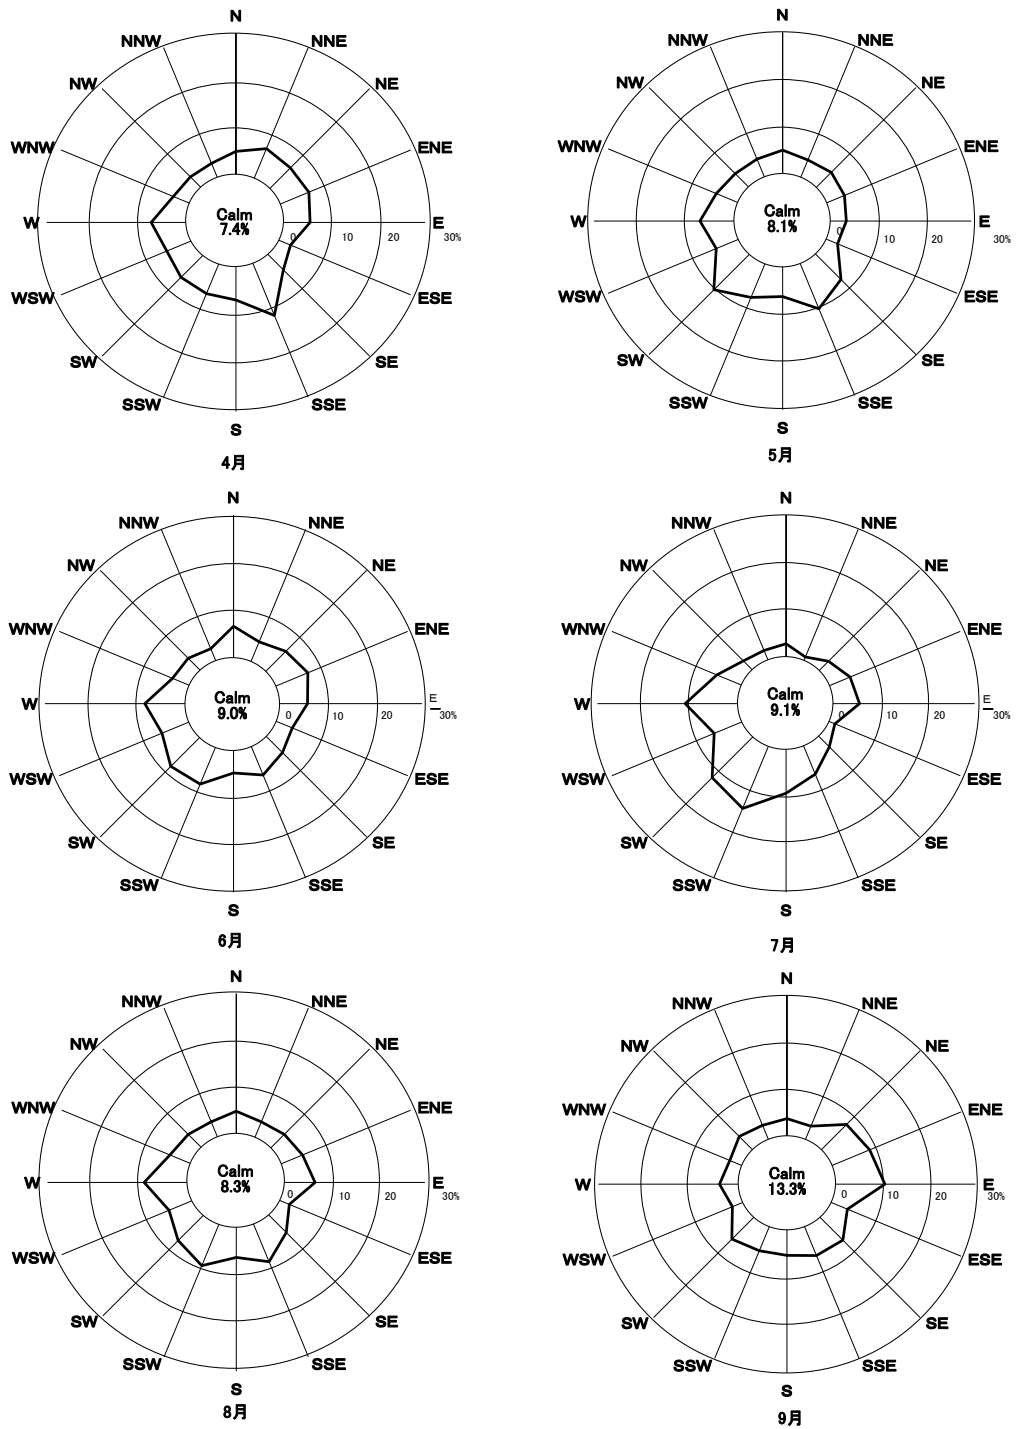 N
NNW NNE
NW NE
WNW ENE
Calm
7.4%
W E
0 10 20 30%
WSW ESE
SW SE
SSW SSE
S
4月
N
NNW NNE
NW NE
WNW ENE
Calm
8.1%
W E
0 10 20 30%
WSW ESE
SW SE
SSW SSE
S
5月
N
NNW NNE
NW NE
WNW ENE
Calm
9.0%
W E
0 10 20 30%
WSW ESE
SW SE
SSW SSE
S
6月
N
NNW NNE
NW NE
WNW ENE
Calm
9.1%
W E
0 10 20 30%
WSW ESE
SW SE
SSW SSE
S
7月
N
NNW NNE
NW NE
WNW ENE
Calm
8.3%
W E
0 10 20 30%
WSW ESE
SW SE
SSW SSE
S
8月
N
NNW NNE
NW NE
WNW ENE
Calm
13.3%
W E
0 10 20 30%
WSW ESE
SW SE
SSW SSE
S
9月